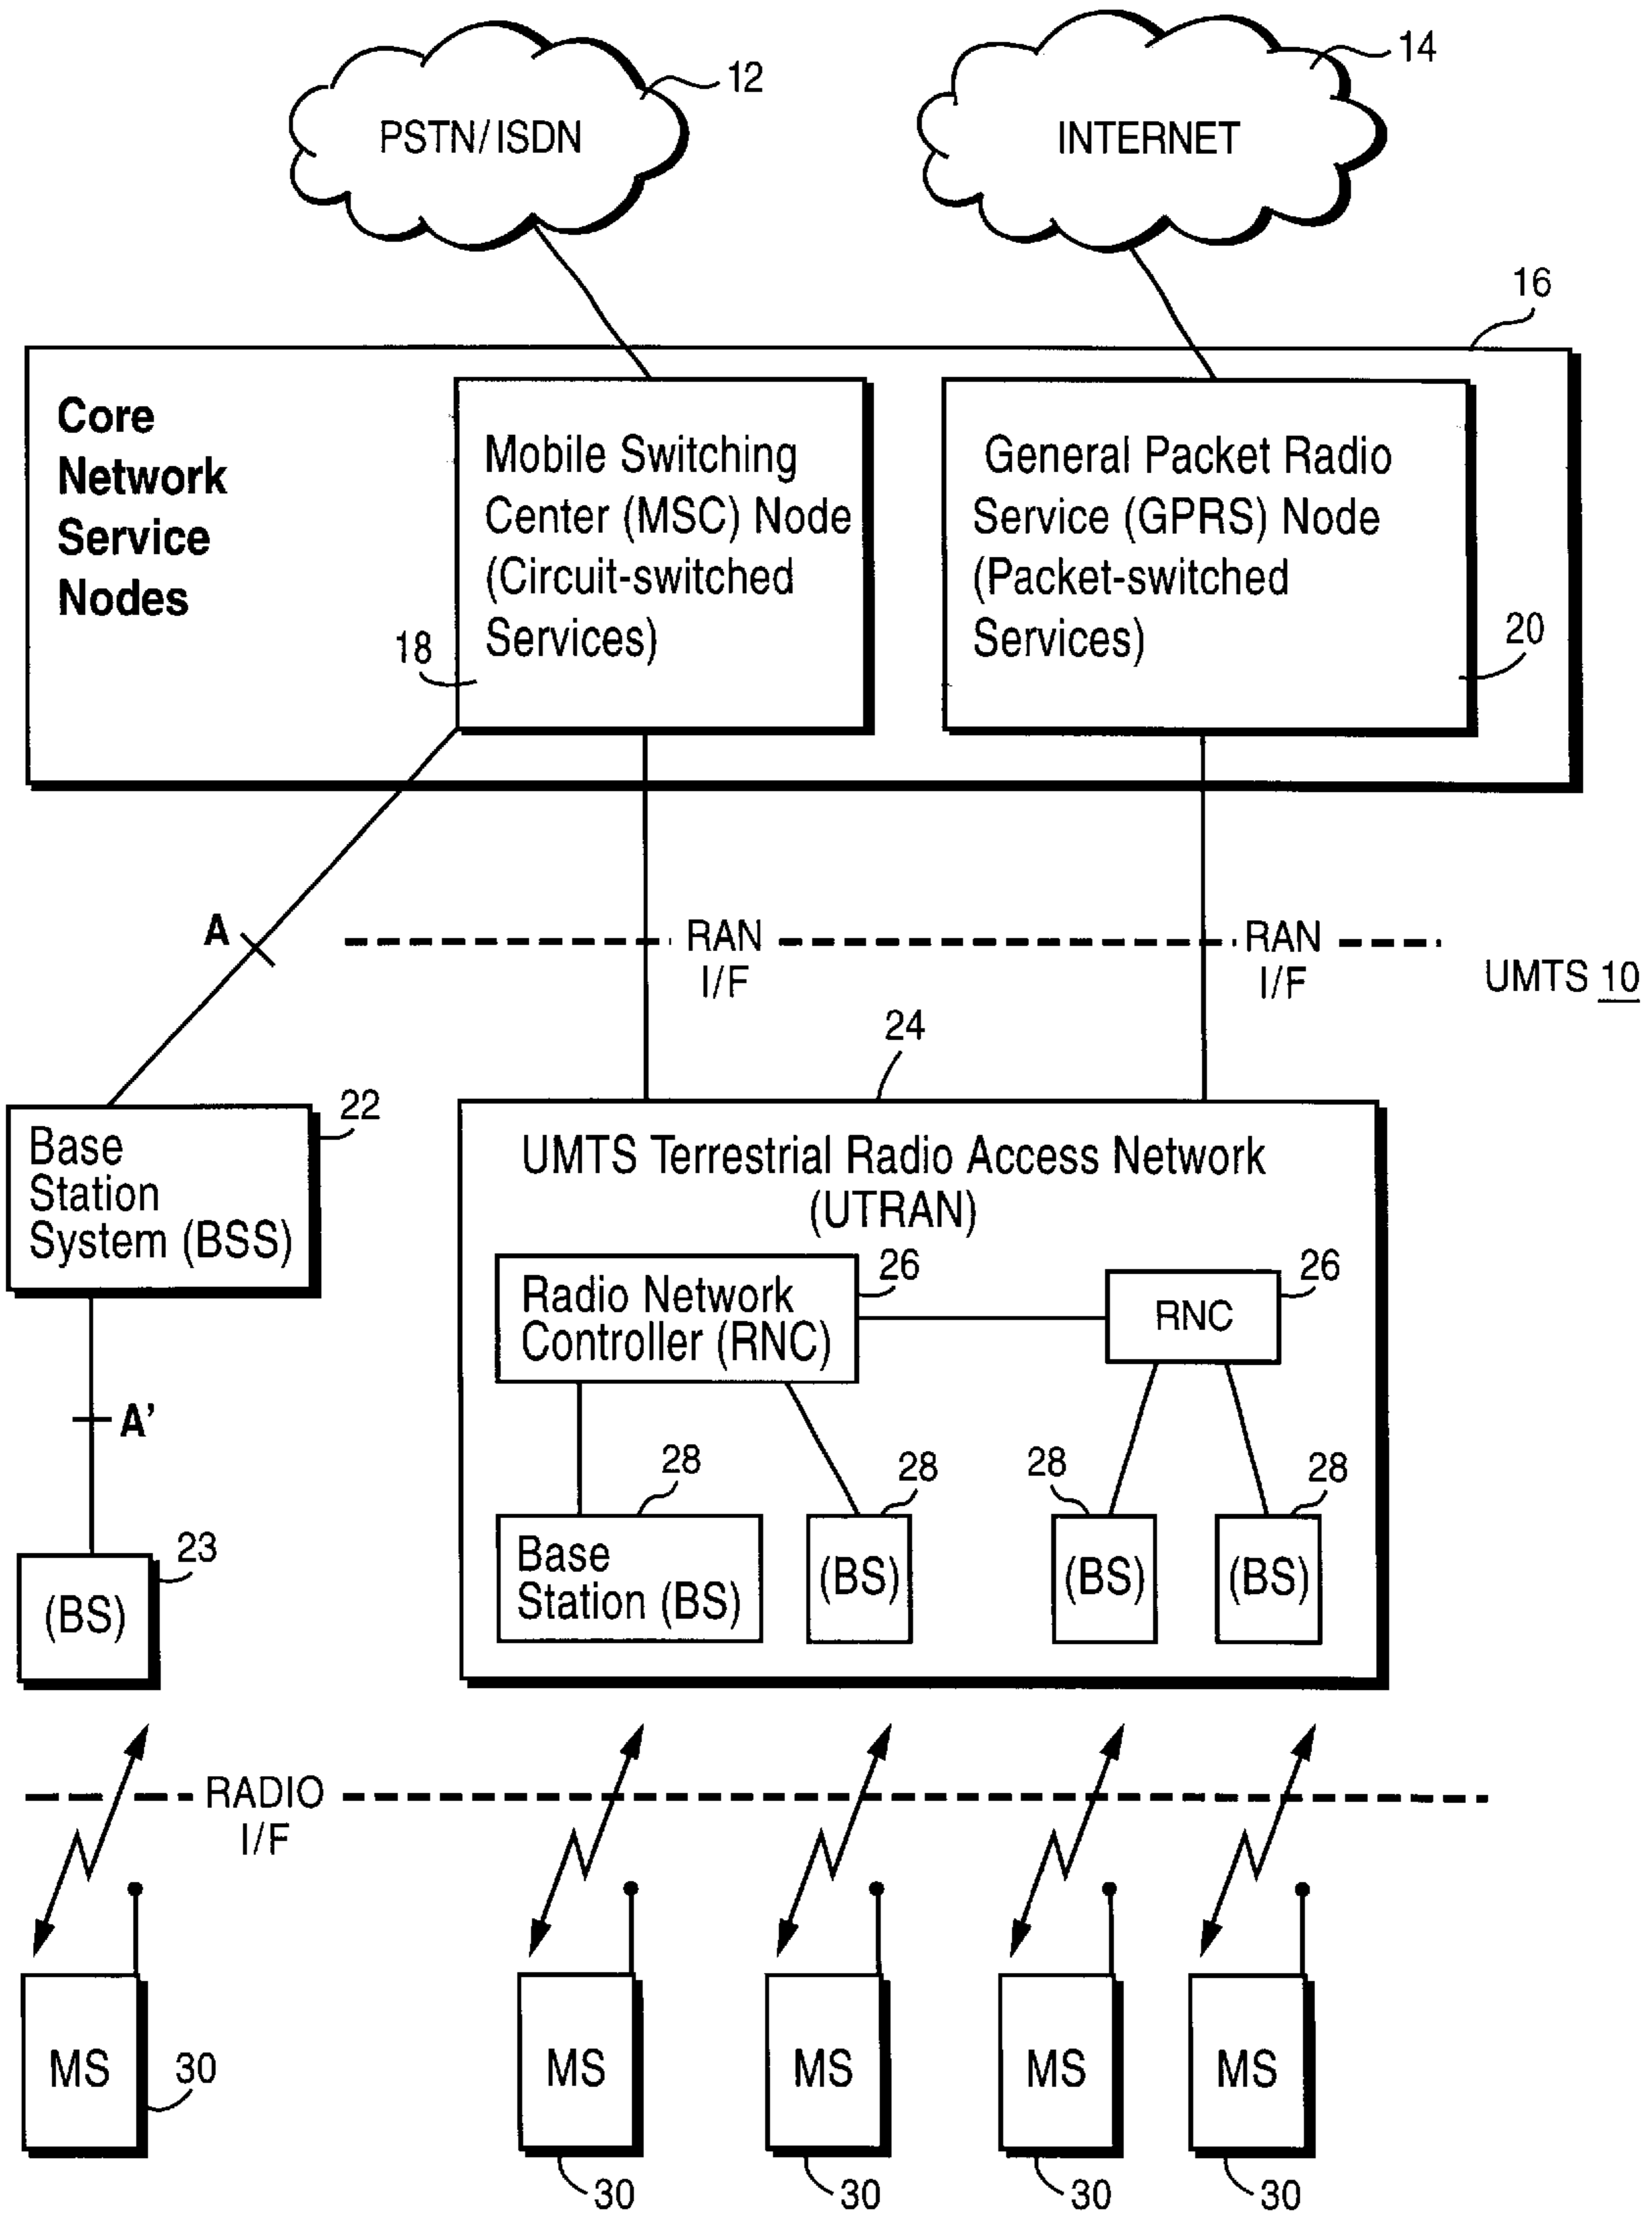 12
14
PSTN/ISDN
INTERNET
16
Core
Network
Service
Nodes
Mobile Switching
Center (MSC) Node
(Circuit-switched
Services)
18
General Packet Radio
Service (GPRS) Node
(Packet-switched
Services)
20
A
RAN
I/F
RAN
I/F
UMTS 10
24
22
Base
Station
System (BSS)
UMTS Terrestrial Radio Access Network
(UTRAN)
26
Radio Network
Controller (RNC)
26
RNC
A'
28
28
28
28
23
(BS)
Base
Station (BS)
(BS)
(BS)
(BS)
RADIO
I/F
MS
30
MS
MS
MS
MS
30
30
30
30